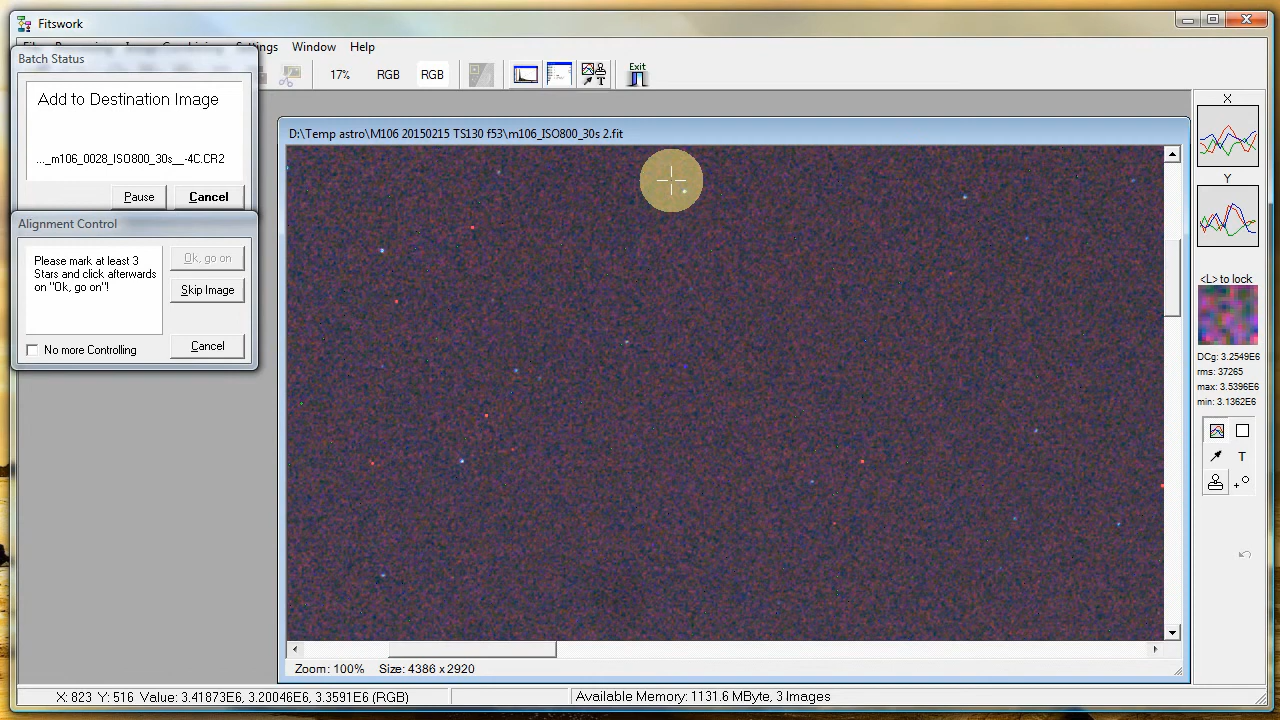 Fitswork
Settings Window Help
17% RGB RGB Exit
Batch Status
Add to Destination Image
..._m106_0028_ISO800_30s__-4C.CR2
Pause Cancel
Alignment Control
Please mark at least 3
Stars and click afterwards
on "Ok, go on"!
Ok, go on
Skip Image
Cancel
No more Controlling
D:\Temp astro\M106 20150215 TS130 f53\m106_ISO800_30s 2.fit
Zoom: 100% Size: 4386 x 2920
X
Y
<L> to lock
DCg: 3.2549E6
rms: 37265
max: 3.5396E6
min: 3.1362E6
T
X: 823 Y: 516 Value: 3.41873E6, 3.20046E6, 3.3591E6 (RGB)
Available Memory: 1131.6 MByte, 3 Images